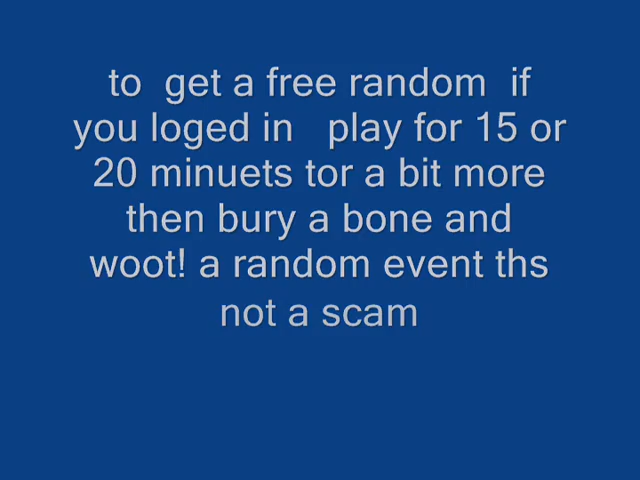 to  get a free random  if
you loged in   play for 15 or
20 minuets tor a bit more
then bury a bone and
woot! a random event ths
not a scam